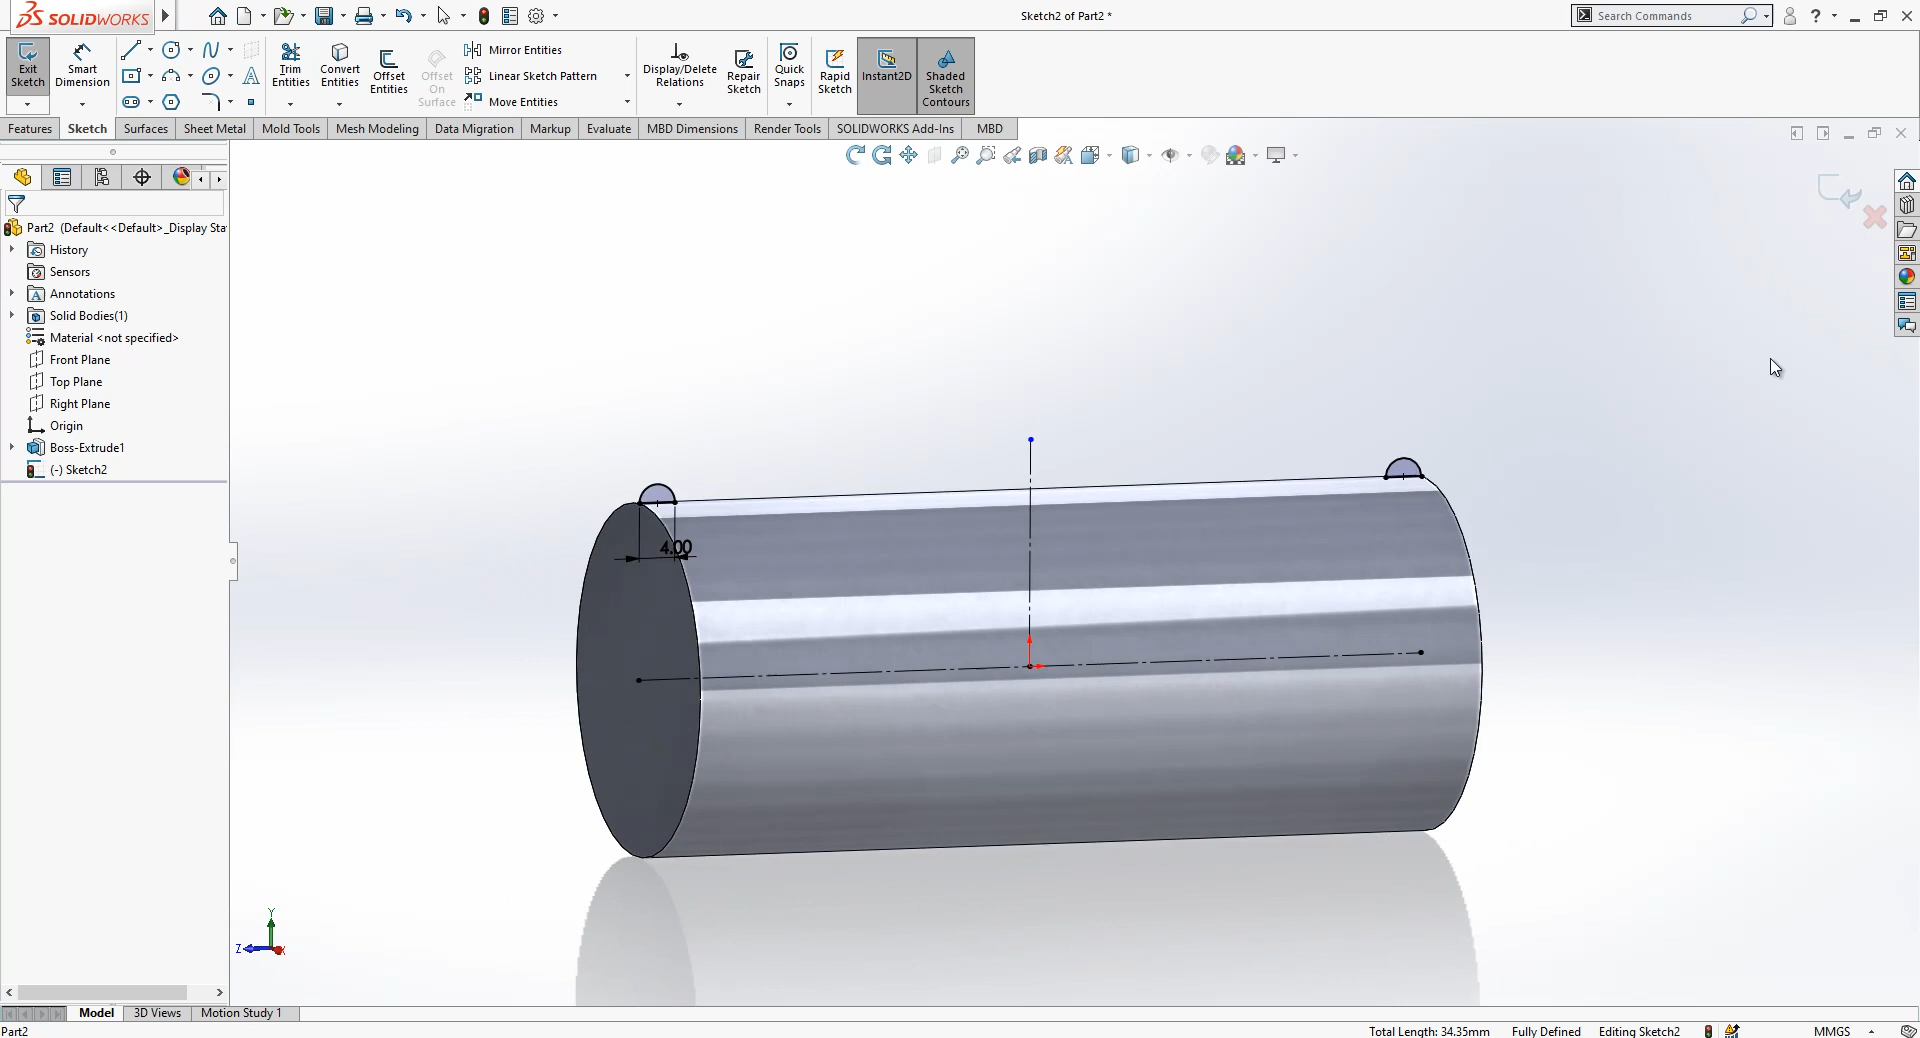 SOLIDWORKS
Sketch2 of Part2 *
Search Commands
?
Exit Sketch
Smart Dimension
Trim Entities
Convert Entities
Offset Entities
Offset On Surface
Mirror Entities
Linear Sketch Pattern
Move Entities
Display/Delete Relations
Repair Sketch
Quick Snaps
Rapid Sketch
Instant2D
Shaded Sketch Contours
Features
Sketch
Surfaces
Sheet Metal
Mold Tools
Mesh Modeling
Data Migration
Markup
Evaluate
MBD Dimensions
Render Tools
SOLIDWORKS Add-Ins
MBD
Part2 (Default<<Default>_Display Sta
History
Sensors
Annotations
Solid Bodies(1)
Material <not specified>
Front Plane
Top Plane
Right Plane
Origin
Boss-Extrude1
(-) Sketch2
4.00
Y
Z
X
Model
3D Views
Motion Study 1
Part2
Total Length: 34.35mm
Fully Defined
Editing Sketch2
MMGS